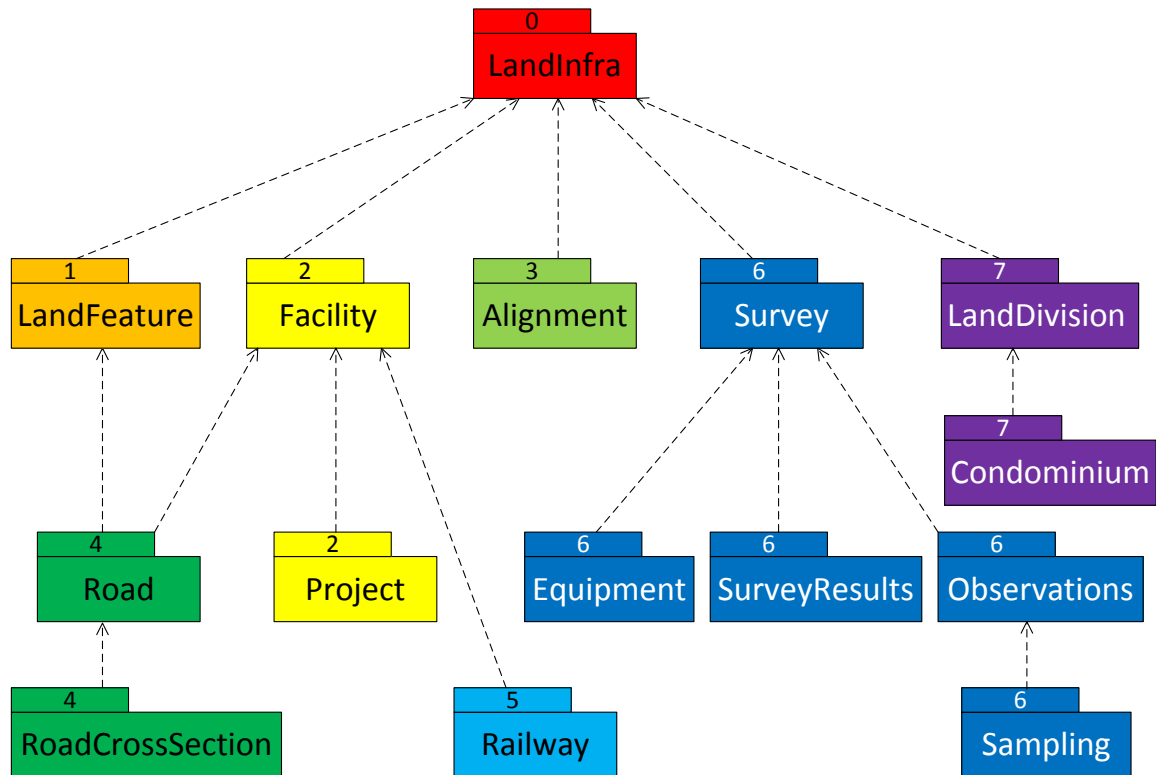 0
LandInfra
1
LandFeature
2
Facility
3
Alignment
6
Survey
7
LandDivision
7
Condominium
4
Road
2
Project
6
Equipment
6
SurveyResults
6
Observations
4
RoadCrossSection
5
Railway
6
Sampling